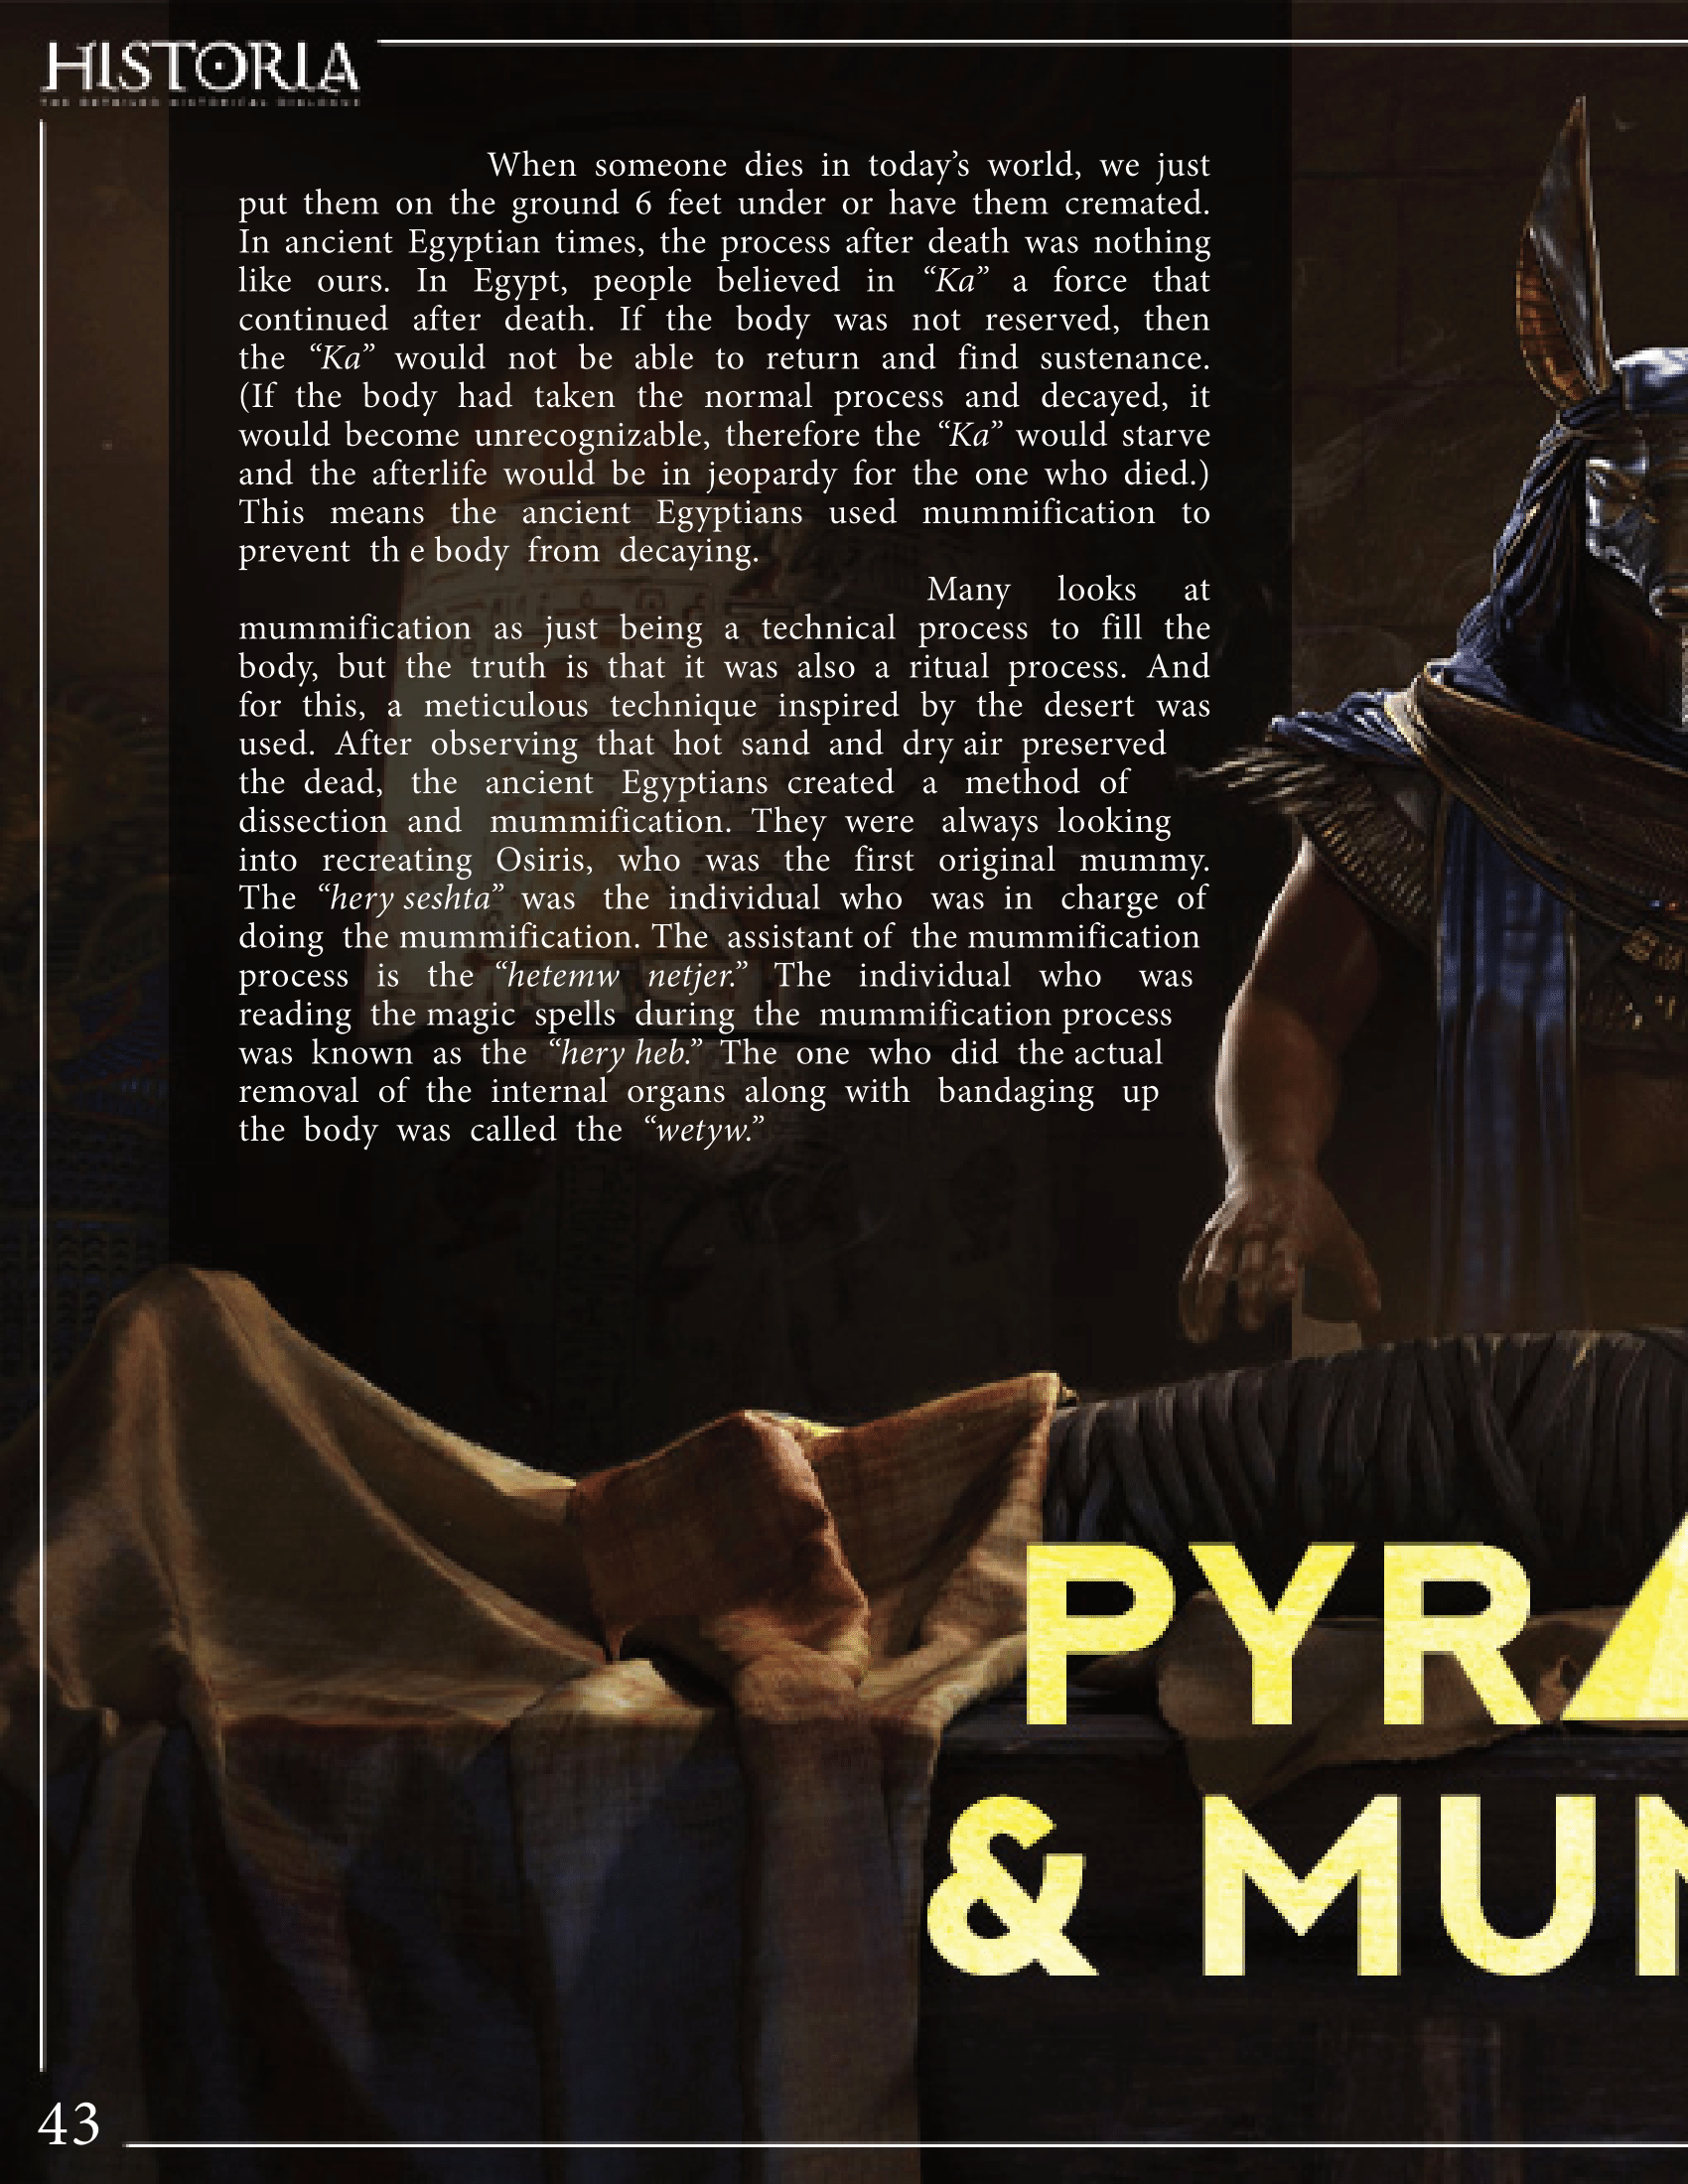 HISTORIA
When someone dies in today's world, we just
put them on the ground 6 feet under or have them cremated.
In ancient Egyptian times, the process after death was nothing
like ours. In Egypt, people believed in “Ka” a force that
continued after death. If the body was not reserved, then
the “Ka” would not be able to return and find sustenance.
(If the body had taken the normal process and decayed, it
would become unrecognizable, therefore the “Ka” would starve
and the afterlife would be in jeopardy for the one who died.)
This means the ancient Egyptians used mummification to
prevent th e body from decaying.
Many looks at
mummification as just being a technical process to fill the
body, but the truth is that it was also a ritual process. And
for this, a meticulous technique inspired by the desert was
used. After observing that hot sand and dry air preserved
the dead, the ancient Egyptians created a method of
dissection and mummification. They were always looking
into recreating Osiris, who was the first original mummy.
The “hery seshta” was the individual who was in charge of
doing the mummification. The assistant of the mummification
process is the “hetemw netjer.” The individual who was
reading the magic spells during the mummification process
was known as the “hery heb.” The one who did the actual
removal of the internal organs along with bandaging up
the body was called the “wetyw.”
PYRA
& MUM
43